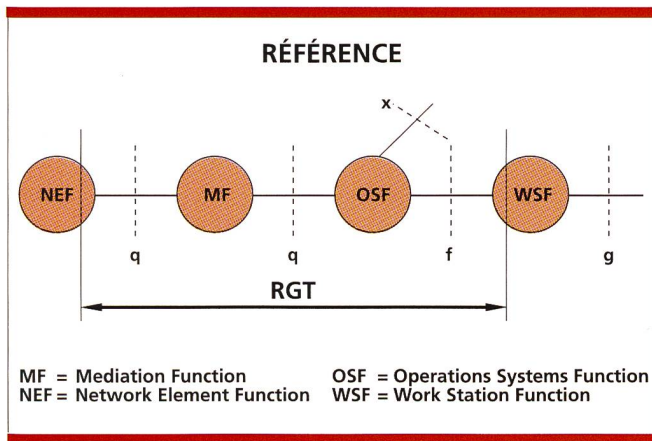 RÉFÉRENCE
x
NEF MF OSF WSF
q q f g
RGT
MF = Mediation Function
NEF = Network Element Function
OSF = Operations Systems Function
WSF = Work Station Function